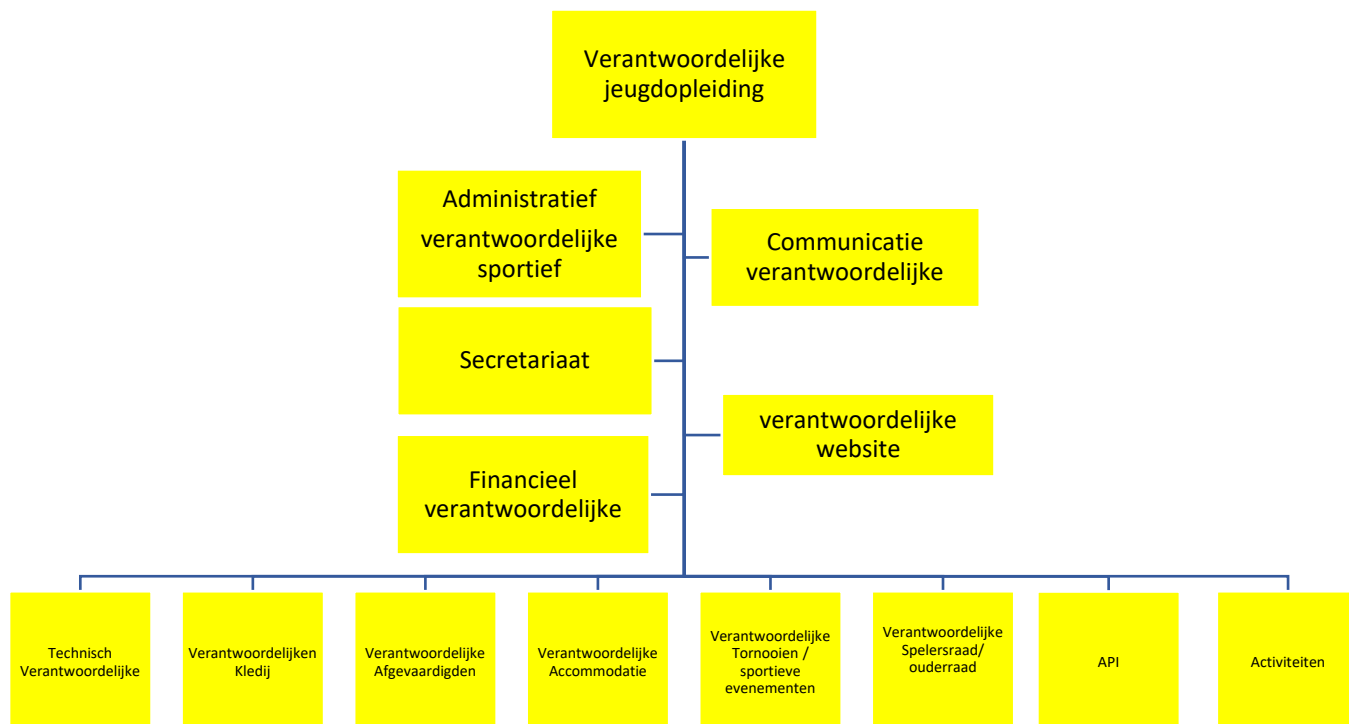 Verantwoordelijke
jeugdopleiding
Administratief
verantwoordelijke
sportief
Communicatie
verantwoordelijke
Secretariaat
verantwoordelijke
website
Financieel
verantwoordelijke
Technisch
Verantwoordelijke
Verantwoordelijken
Kledij
Verantwoordelijke
Afgevaardigden
Verantwoordelijke
Accommodatie
Verantwoordelijke
Tornooien /
sportieve
evenementen
Verantwoordelijke
Spelersraad/
ouderraad
API
Activiteiten